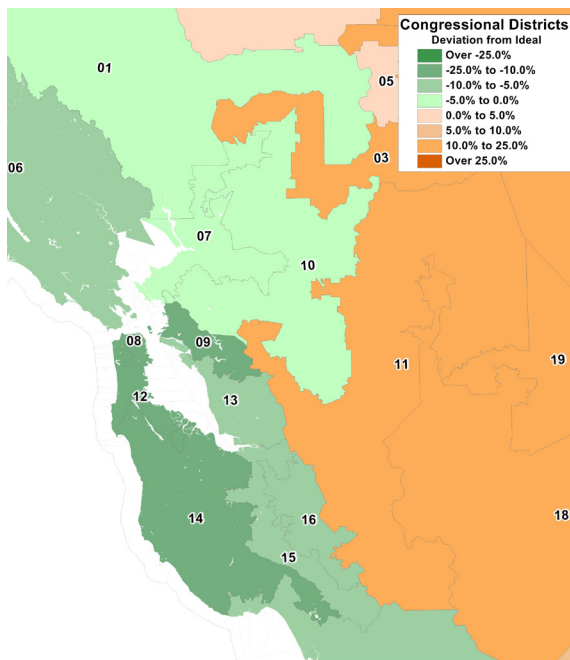 Congressional Districts
Deviation from Ideal
Over -25.0%
-25.0% to -10.0%
-10.0% to -5.0%
-5.0% to 0.0%
0.0% to 5.0%
5.0% to 10.0%
10.0% to 25.0%
Over 25.0%
01
05
03
06
07
10
08
09
11
19
12
13
14
16
18
15